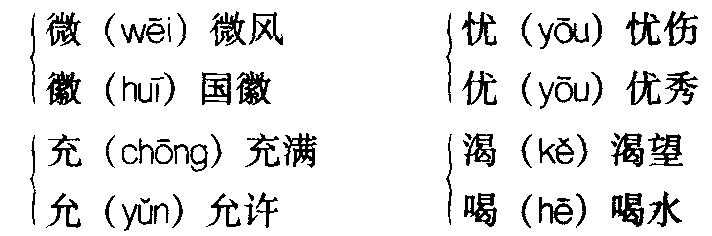 微（wēi）微风 忧（yōu）忧伤
徽（huī）国徽 优（yōu）优秀
充（chōng）充满 渴（kě）渴望
允（yǔn）允许 喝（hē）喝水